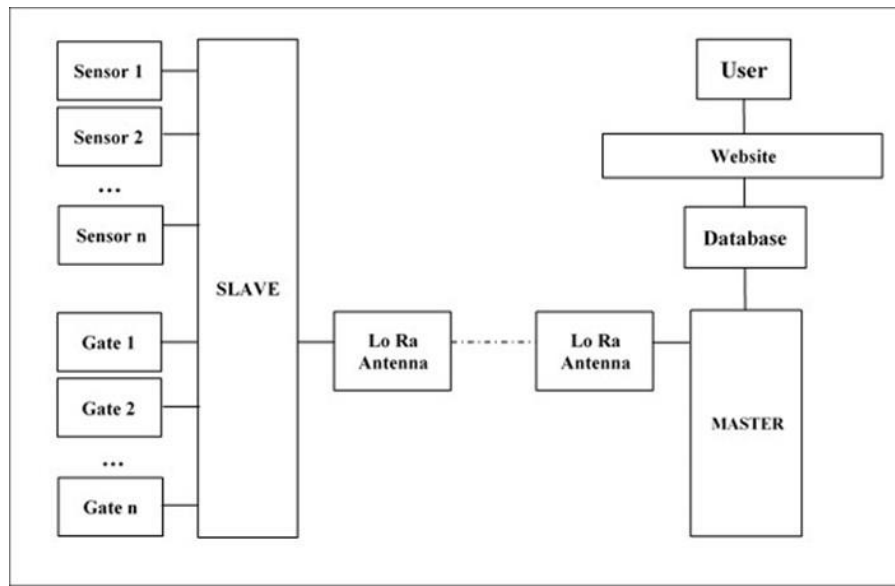 Sensor 1
Sensor 2
...
Sensor n
Gate 1
Gate 2
...
Gate n
SLAVE
Lo Ra
Antenna
Lo Ra
Antenna
User
Website
Database
MASTER